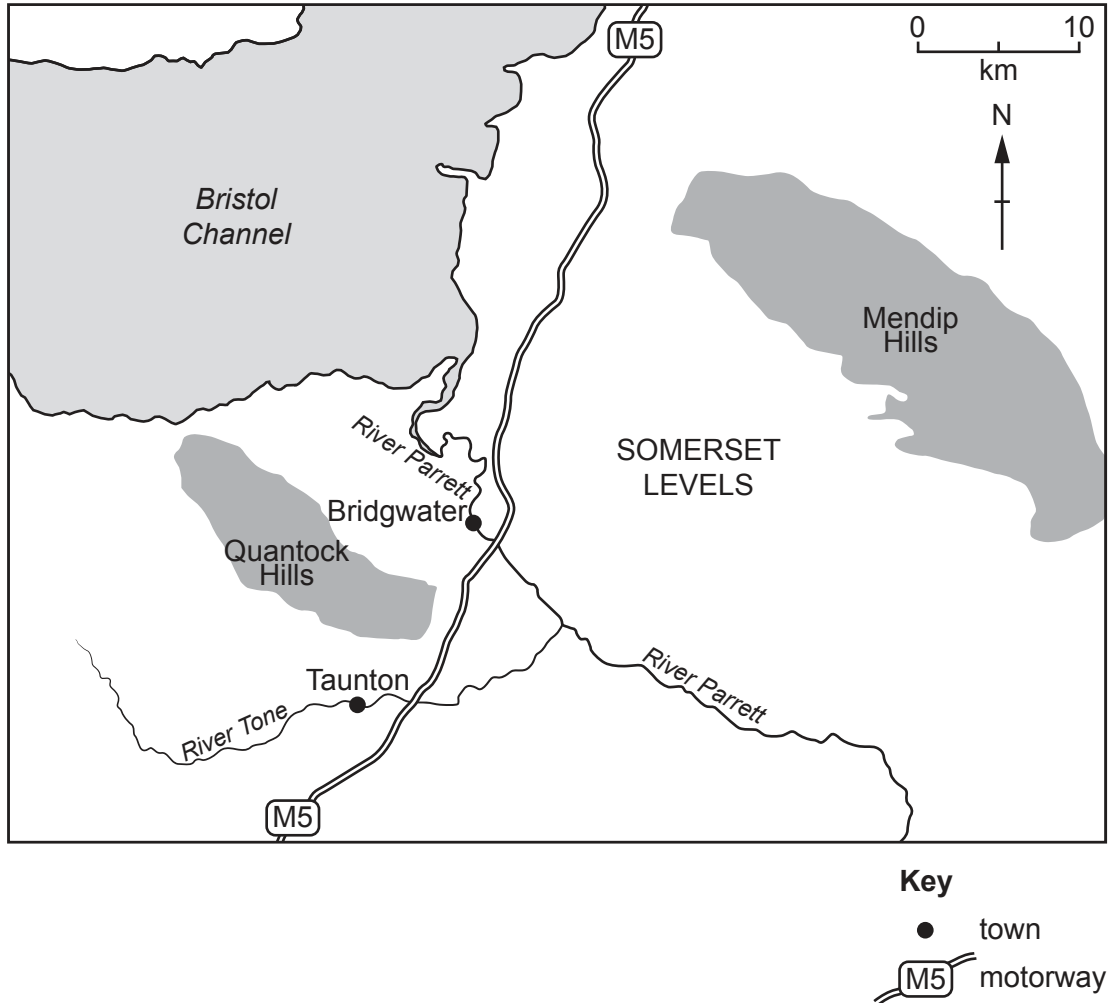 M5
0 10
km
N
Bristol
Channel
Mendip
Hills
River Parrett
SOMERSET
LEVELS
Bridgwater
Quantock
Hills
Taunton
River Parrett
River Tone
M5
Key
town
M5 motorway